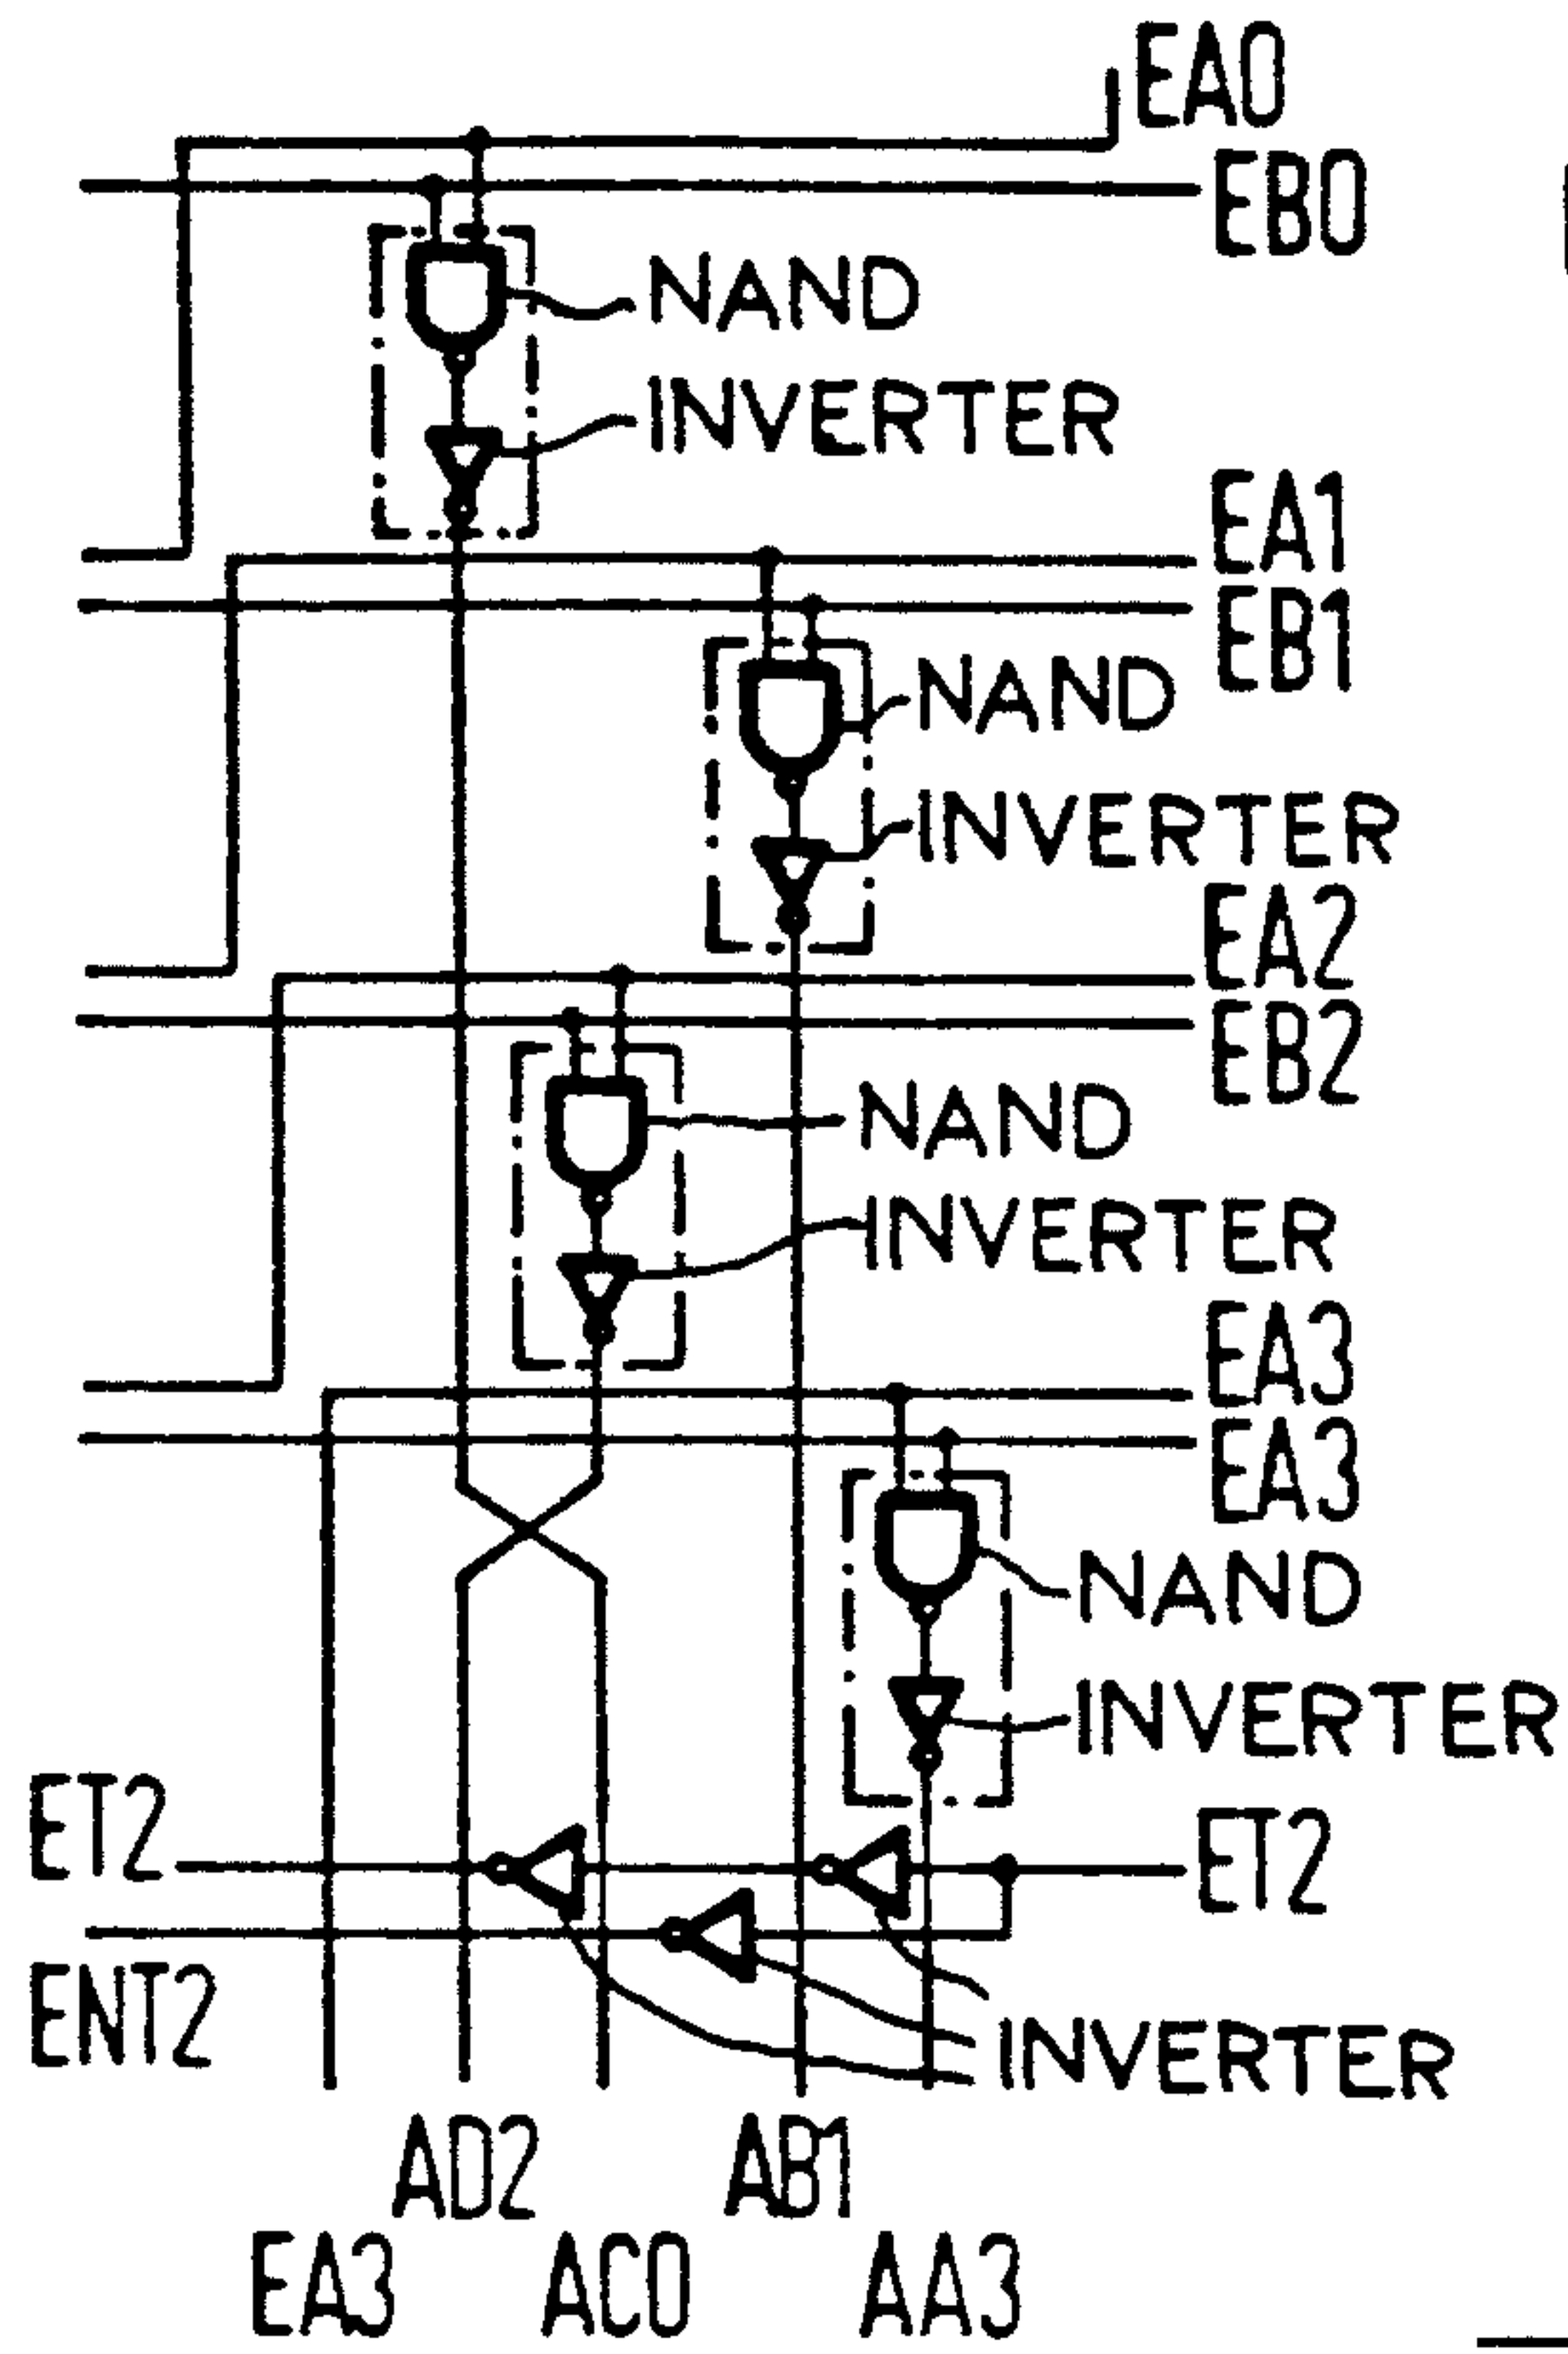 EA0
EB0
NAND
INVERTER
EA1
EB1
NAND
INVERTER
EA2
EB2
NAND
INVERTER
EA3
EA3
NAND
INVERTER
ET2
ET2
ENT2
INVERTER
AD2
AB1
EA3
AC0
AA3